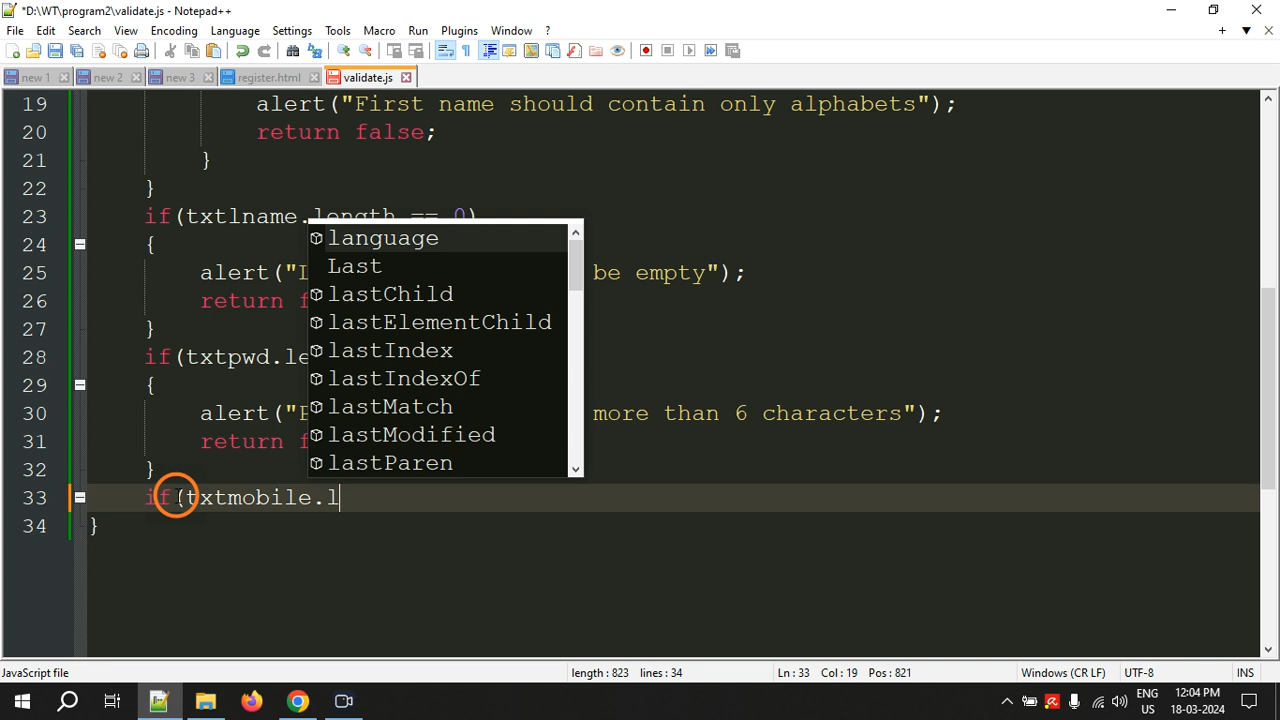 *D:\WT\program2\validate.js - Notepad++
File Edit Search View Encoding Language Settings Tools Macro Run Plugins Window ?
new 1 new 2 new 3 register.html validate.js
19 alert("First name should contain only alphabets");
20 return false;
21 }
22 }
23 if(txtlname.length == 0)
24 {
25 alert("L be empty");
26 return f
27 }
28 if(txtpwd.le
29 {
30 alert("P more than 6 characters");
31 return f
32 }
33 if(txtmobile.l
34 }
language
Last
lastChild
lastElementChild
lastIndex
lastIndexOf
lastMatch
lastModified
lastParen
JavaScript file length : 823 lines : 34 Ln : 33 Col : 19 Pos : 821 Windows (CR LF) UTF-8 INS
ENG 12:04 PM
US 18-03-2024